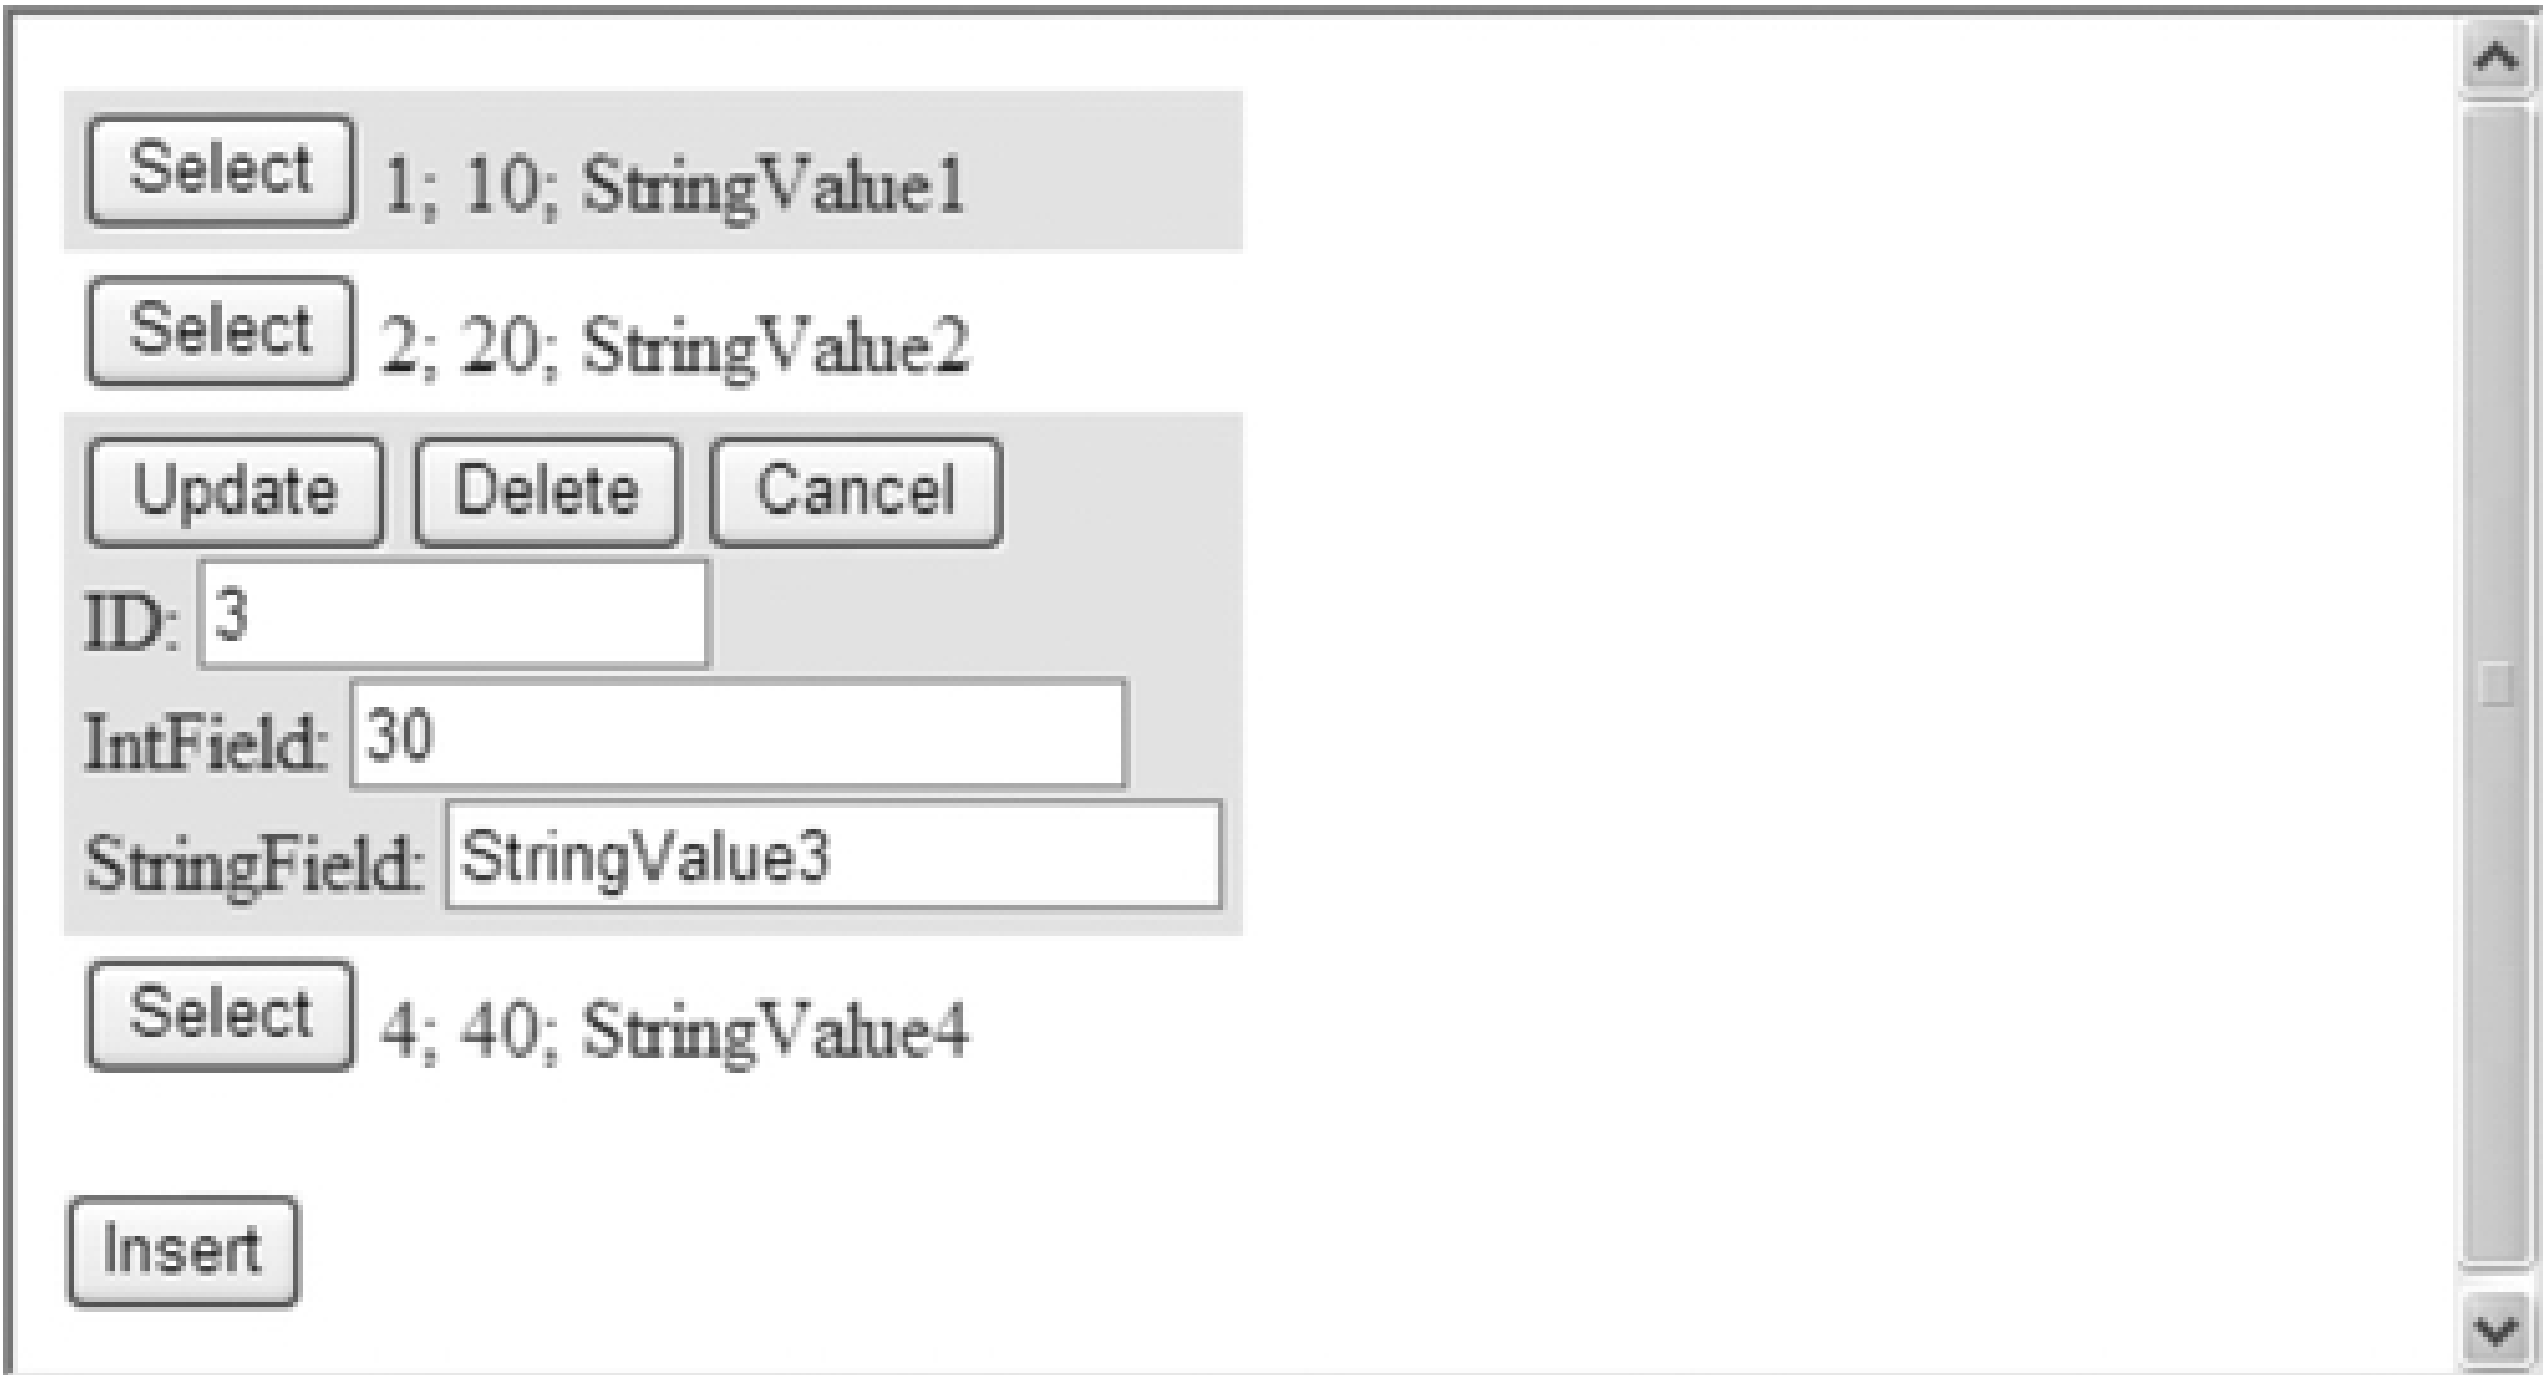 Select 1; 10; StringValue1
Select 2; 20; StringValue2
Update Delete Cancel
ID: 3
IntField: 30
StringField: StringValue3
Select 4; 40; StringValue4
Insert